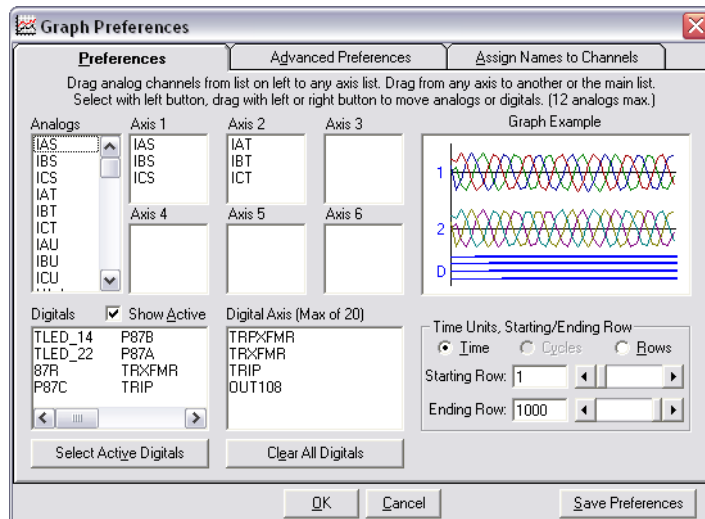 Graph Preferences
Preferences
Advanced Preferences
Assign Names to Channels
Drag analog channels from list on left to any axis list. Drag from any axis to another or the main list.
Select with left button, drag with left or right button to move analogs or digitals. (12 analogs max.)
Analogs
Axis 1
Axis 2
Axis 3
Graph Example
IAS
IBS
ICS
IAT
IBT
ICT
IAU
IBU
ICU
IAS
IBS
ICS
IAT
IBT
ICT
1
2
D
Axis 4
Axis 5
Axis 6
Digitals
Show Active
Digital Axis (Max of 20)
TLED_14 P87B
TLED_22 P87A
87R TRXFMR
P87C TRIP
TRPXFMR
TRXFMR
TRIP
OUT108
Time Units, Starting/Ending Row
Time
Cycles
Rows
Starting Row: 1
Ending Row: 1000
Select Active Digitals
Clear All Digitals
OK
Cancel
Save Preferences